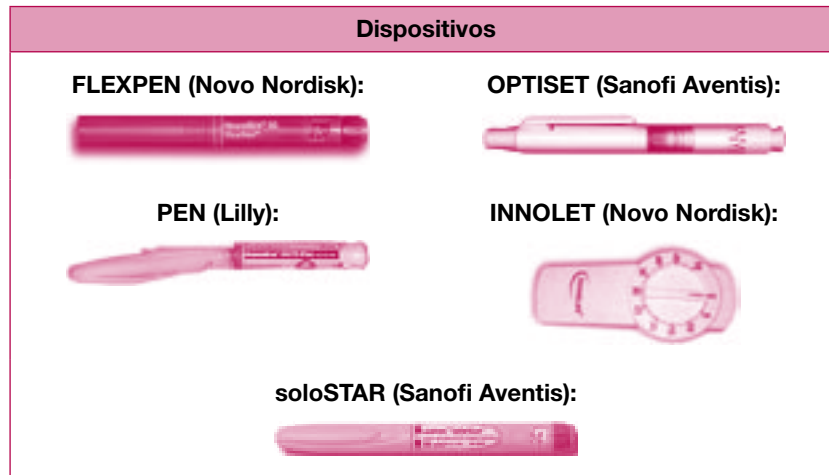 Dispositivos
FLEXPEN (Novo Nordisk):
OPTISET (Sanofi Aventis):
PEN (Lilly):
INNOLET (Novo Nordisk):
soloSTAR (Sanofi Aventis):